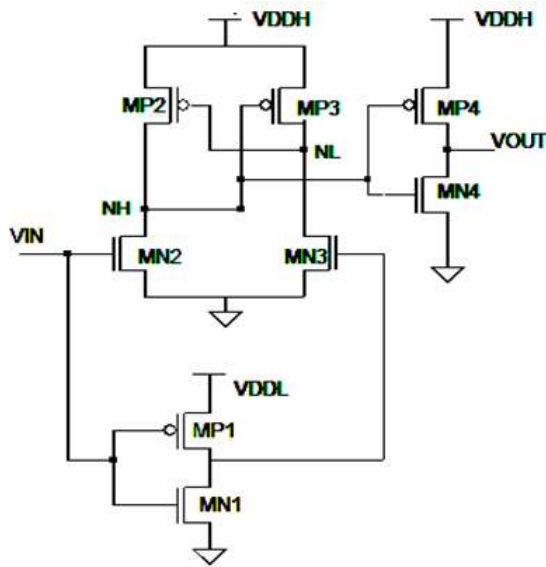 VDDH
VDDH
MP2
MP3
MP4
VOUT
NL
NH
VIN
MN4
MN2
MN3
VDDL
MP1
MN1